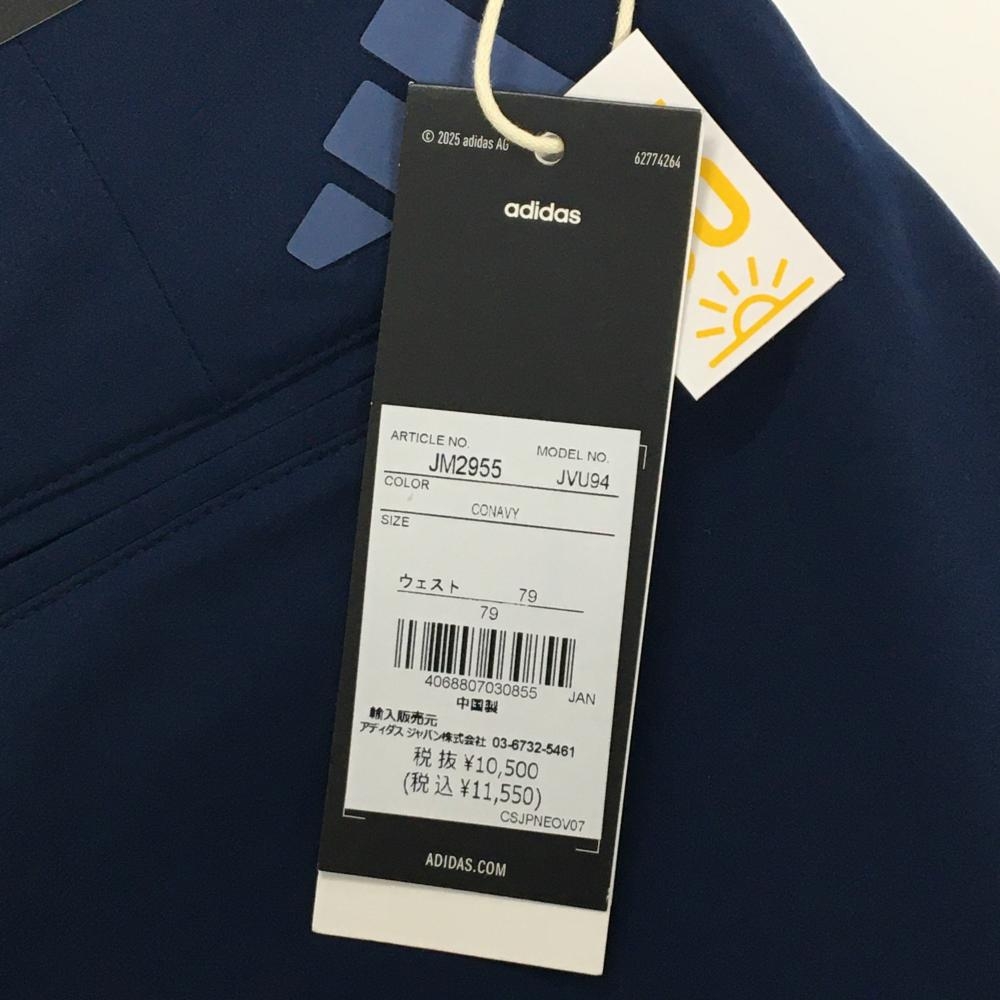 © 2025 adidas AG
62774264
adidas
ARTICLE NO.
MODEL NO.
JM2955
JVU94
COLOR
CONAVY
SIZE
ウェスト 79
79
4068807030855 JAN
中国製
輸入販売元
アディダス ジャパン株式会社 03-6732-5461
税抜 ¥10,500
(税込 ¥11,550)
CSJPNEOV07
ADIDAS.COM